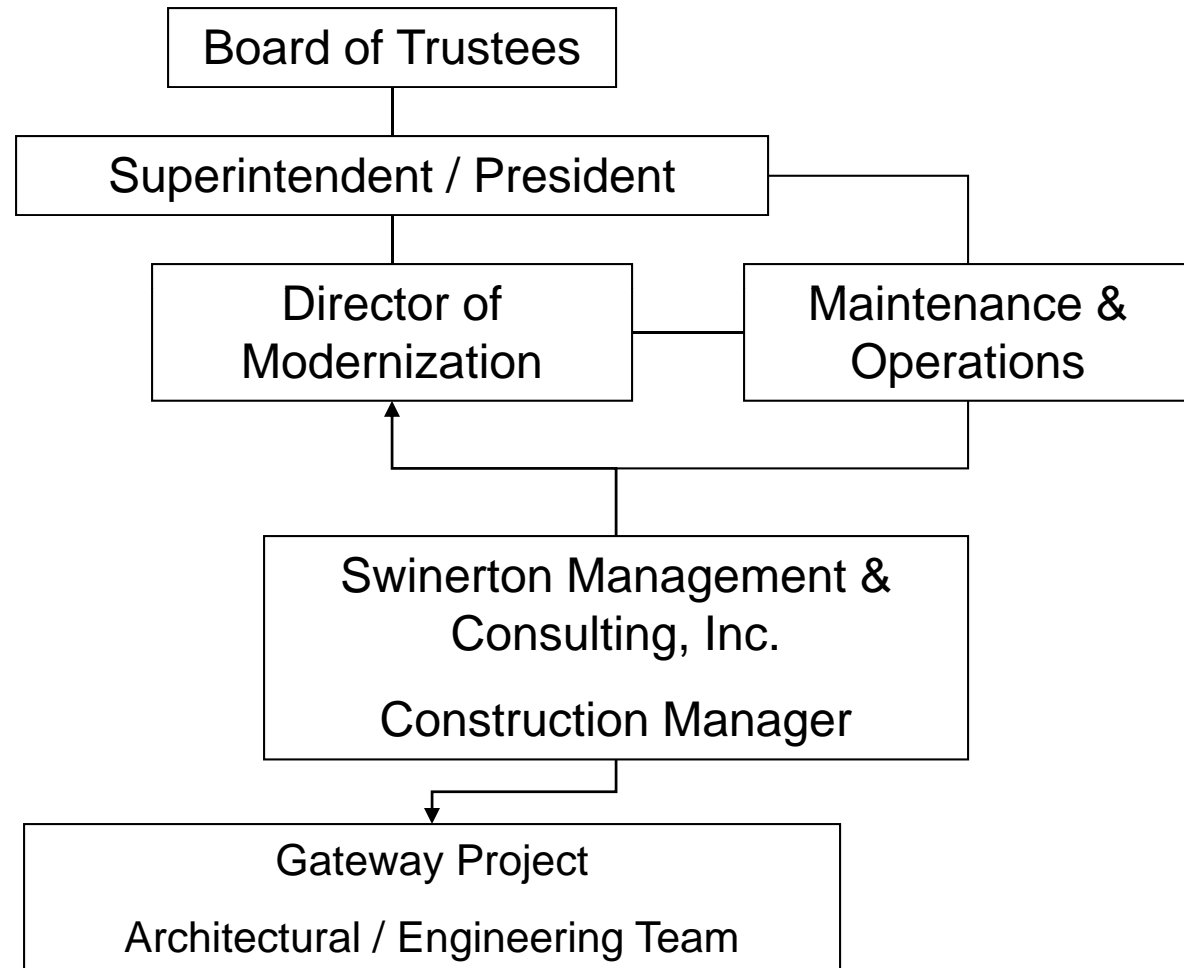 Board of Trustees
Superintendent / President
Director of
Modernization
Maintenance &
Operations
Swinerton Management &
Consulting, Inc.
Construction Manager
Gateway Project
Architectural / Engineering Team